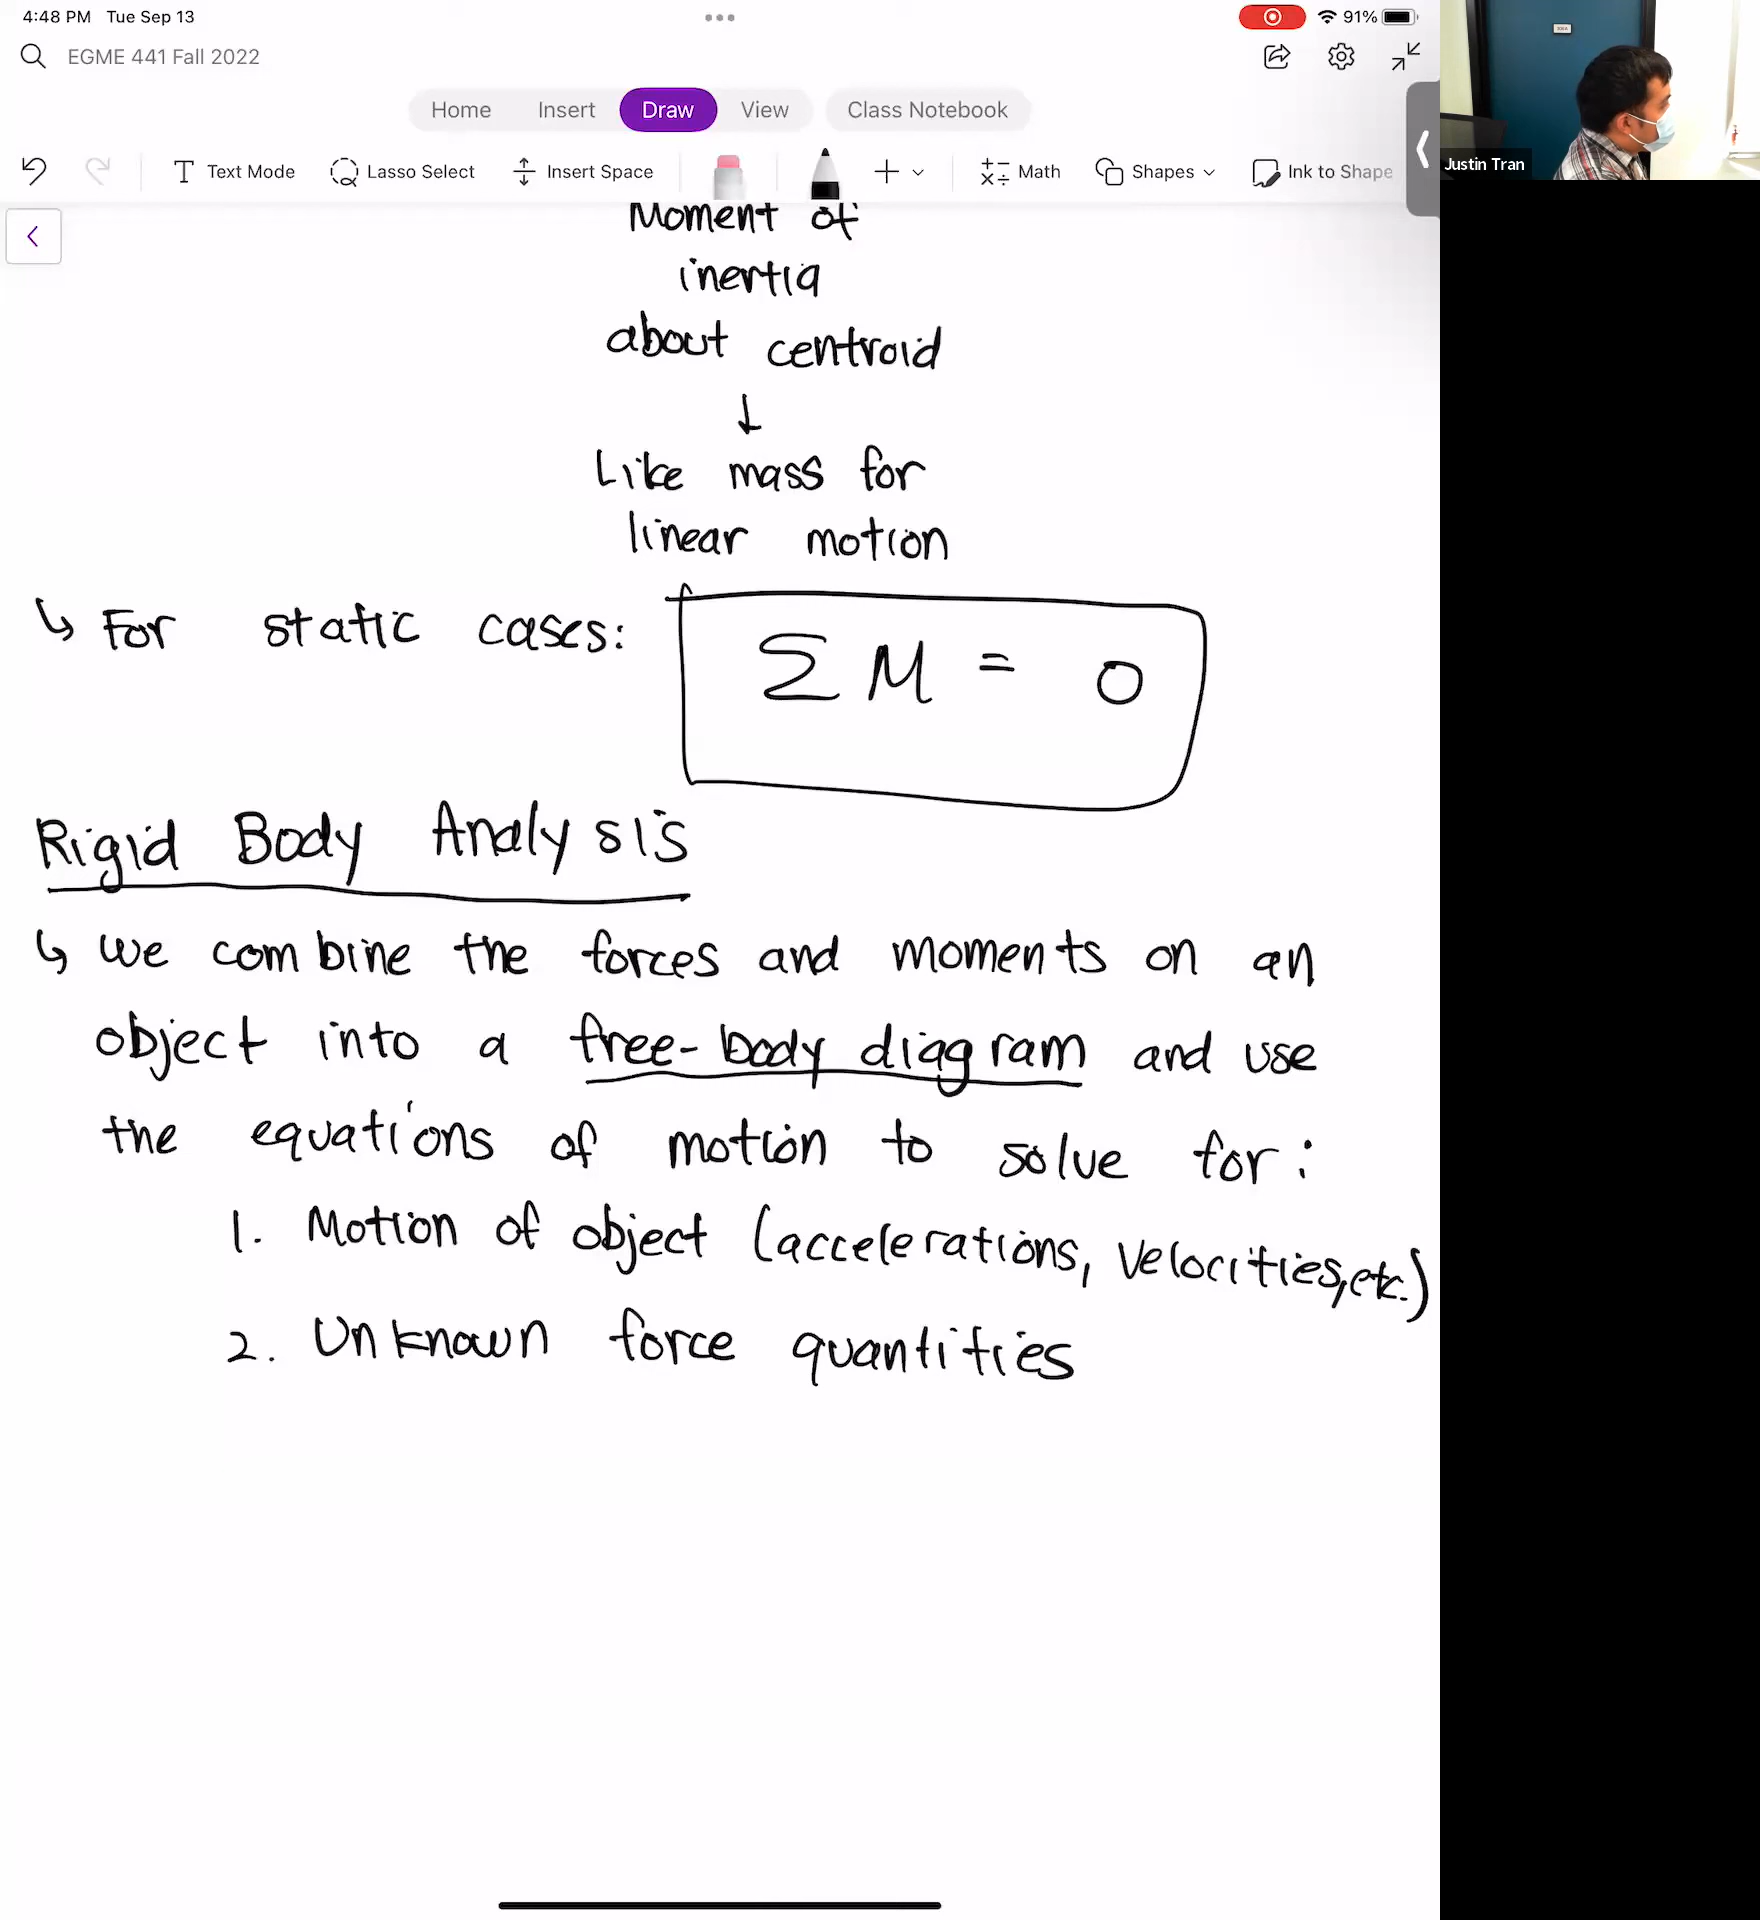 4:48 PM Tue Sep 13
91%
EGME 441 Fall 2022
Home Insert Draw View Class Notebook
Text Mode Lasso Select Insert Space Math Shapes Ink to Shape
Justin Tran
Moment of
inertia
about centroid
↓
Like mass for
linear motion
↳ For static cases: Σ M = 0
Rigid Body Analysis
↳ we combine the forces and moments on an
object into a free-body diagram and use
the equations of motion to solve for:
1. Motion of object (accelerations, velocities, etc.)
2. Unknown force quantities